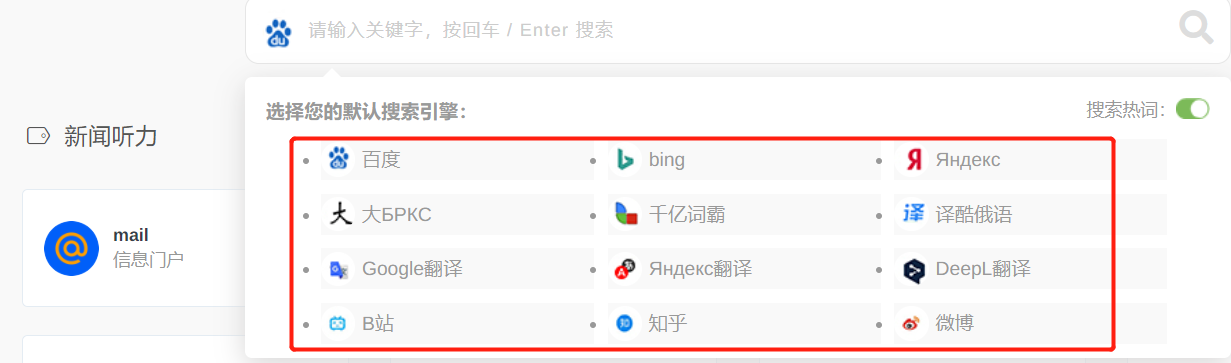 请输入关键字，按回车 / Enter 搜索
选择您的默认搜索引擎：
搜索热词：
新闻听力
百度
bing
Яндекс
大БРКС
千亿词霸
译酷俄语
mail
信息门户
Google翻译
Яндекс翻译
DeepL翻译
B站
知乎
微博